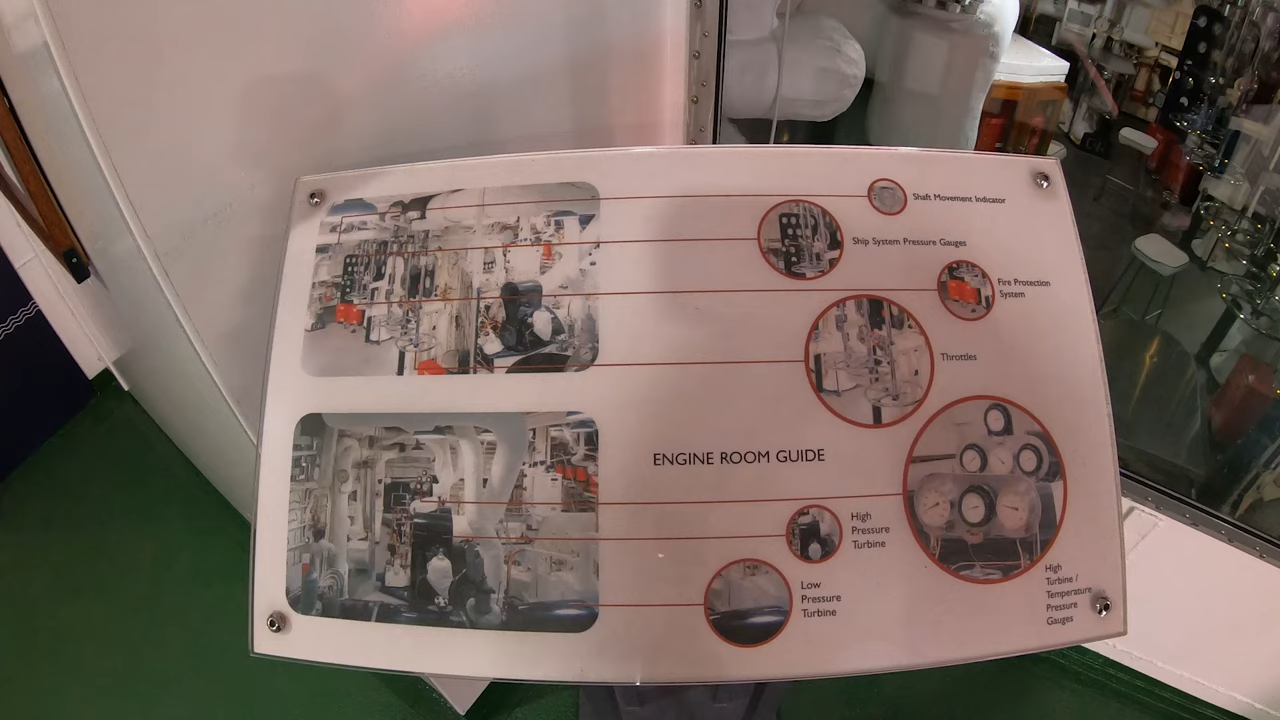 Shaft Movement Indicator
Ship System Pressure Gauges
Fire Protection
System
Throttles
ENGINE ROOM GUIDE
High
Pressure
Turbine
Low
Pressure
Turbine
High
Turbine /
Temperature
Pressure
Gauges